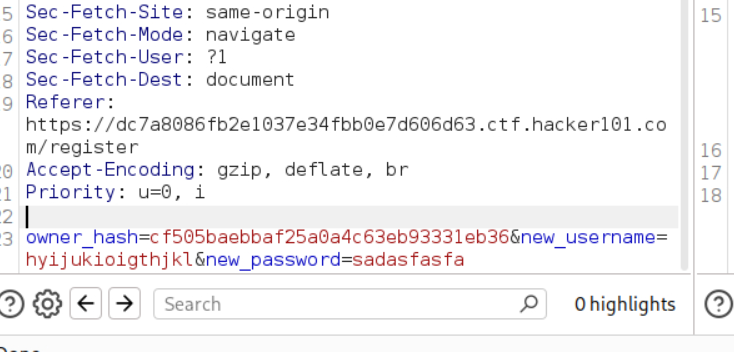 5 Sec-Fetch-Site: same-origin
6 Sec-Fetch-Mode: navigate
7 Sec-Fetch-User: ?1
8 Sec-Fetch-Dest: document
9 Referer:
https://dc7a8086fb2e1037e34fbb0e7d606d63.ctf.hacker101.co
m/register
20 Accept-Encoding: gzip, deflate, br
21 Priority: u=0, i
22
23 owner_hash=cf505baebbaf25a0a4c63eb93331eb36&new_username=
hyijukioigthjkl&new_password=sadasfasfa
15
16
17
18
Search
0 highlights